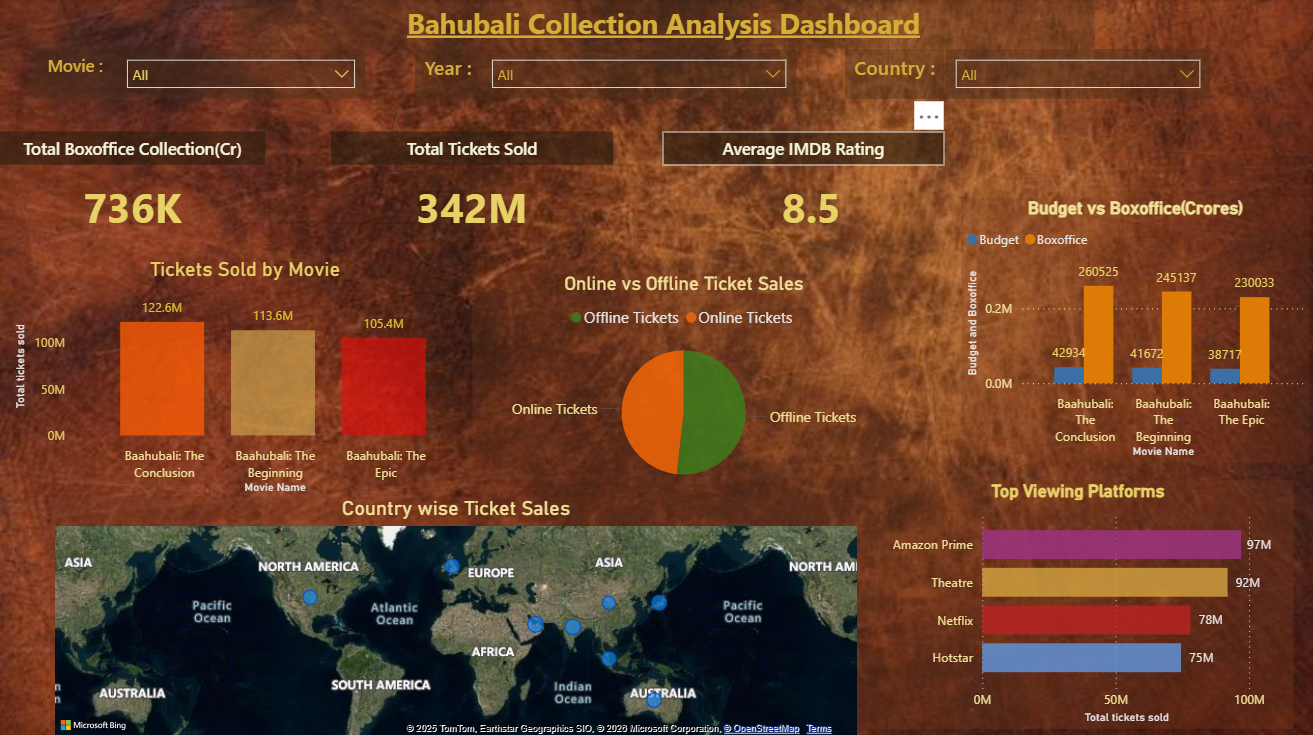 Bahubali Collection Analysis Dashboard
Movie :
All
Year :
All
Country :
All
...
Total Boxoffice Collection(Cr)
Total Tickets Sold
Average IMDB Rating
736K
342M
8.5
Tickets Sold by Movie
Total tickets sold
100M
50M
0M
122.6M
113.6M
105.4M
Baahubali: The
Conclusion
Baahubali: The
Beginning
Baahubali: The
Epic
Movie Name
Online vs Offline Ticket Sales
Offline Tickets
Online Tickets
Online Tickets
Offline Tickets
Budget vs Boxoffice(Crores)
Budget
Boxoffice
Budget and Boxoffice
0.2M
0.0M
260525
245137
230033
42934
41672
38717
Baahubali:
The
Conclusion
Baahubali:
The
Beginning
Baahubali:
The Epic
Movie Name
Country wise Ticket Sales
ASIA
NORTH AMERICA
EUROPE
ASIA
NORTH AM
Pacific
Ocean
Atlantic
Ocean
Pacific
Ocean
AFRICA
SOUTH AMERICA
Indian
Ocean
AUSTRALIA
AUSTRALIA
n
n
Microsoft Bing
© 2025 TomTom, Earthstar Geographics SIO, © 2026 Microsoft Corporation, © OpenStreetMap Terms
Top Viewing Platforms
Amazon Prime
97M
Theatre
92M
Netflix
78M
Hotstar
75M
0M
50M
100M
Total tickets sold